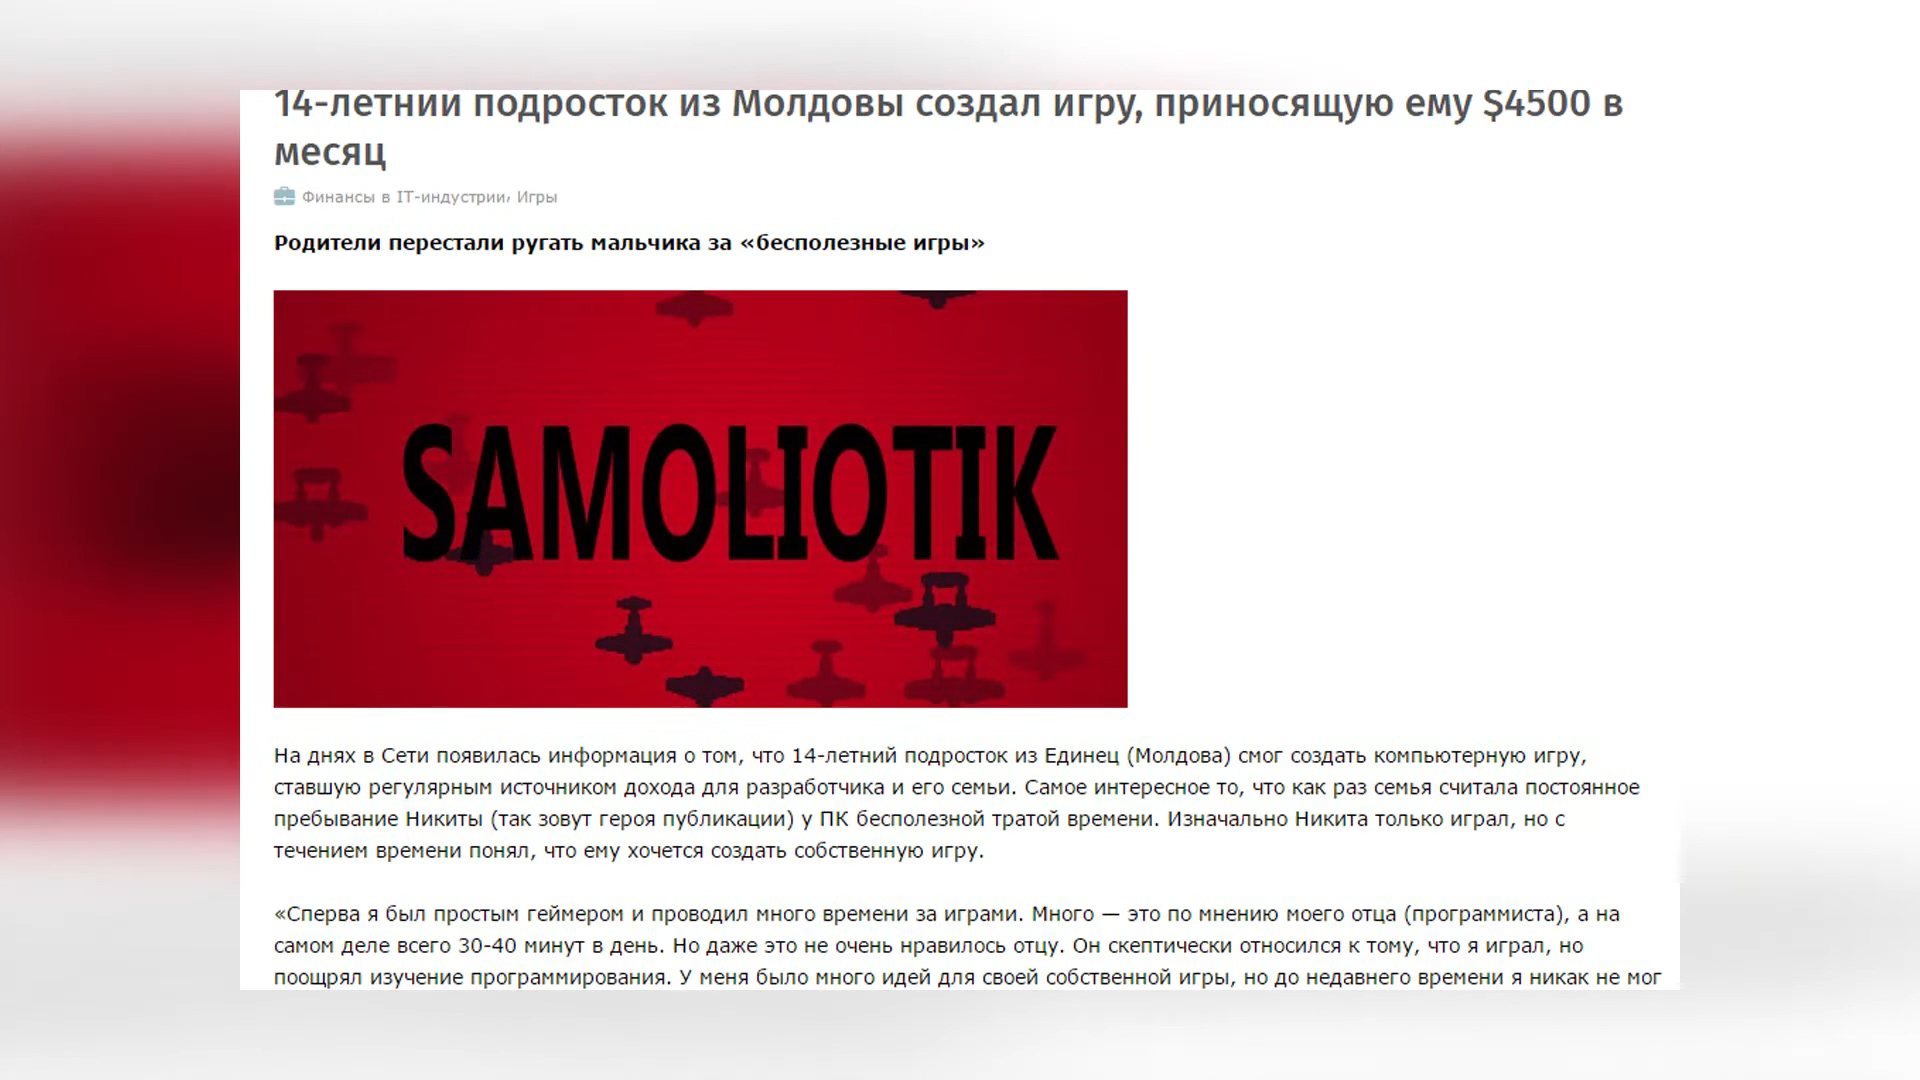 14-летний подросток из Молдовы создал игру, приносящую ему $4500 в
месяц
Финансы в IT-индустрии, Игры
Родители перестали ругать мальчика за «бесполезные игры»
SAMOLIOTIK
На днях в Сети появилась информация о том, что 14-летний подросток из Единец (Молдова) смог создать компьютерную игру,
ставшую регулярным источником дохода для разработчика и его семьи. Самое интересное то, что как раз семья считала постоянное
пребывание Никиты (так зовут героя публикации) у ПК бесполезной тратой времени. Изначально Никита только играл, но с
течением времени понял, что ему хочется создать собственную игру.
«Сперва я был простым геймером и проводил много времени за играми. Много — это по мнению моего отца (программиста), а на
самом деле всего 30-40 минут в день. Но даже это не очень нравилось отцу. Он скептически относился к тому, что я играл, но
поощрял изучение программирования. У меня было много идей для своей собственной игры, но до недавнего времени я никак не мог